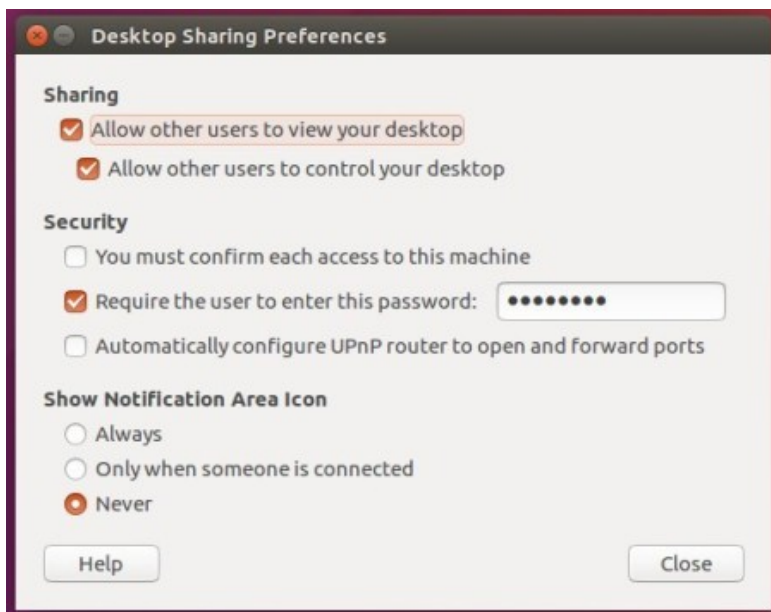 Desktop Sharing Preferences
Sharing
Allow other users to view your desktop
Allow other users to control your desktop
Security
You must confirm each access to this machine
Require the user to enter this password: ••••••••
Automatically configure UPnP router to open and forward ports
Show Notification Area Icon
Always
Only when someone is connected
Never
Help Close